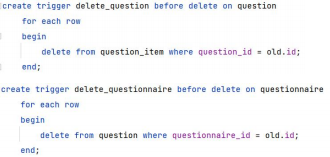 create trigger delete_question before delete on question
for each row
begin
delete from question_item where question_id = old.id;
end;
create trigger delete_questionnaire before delete on questionnaire
for each row
begin
delete from question where questionnaire_id = old.id;
end;